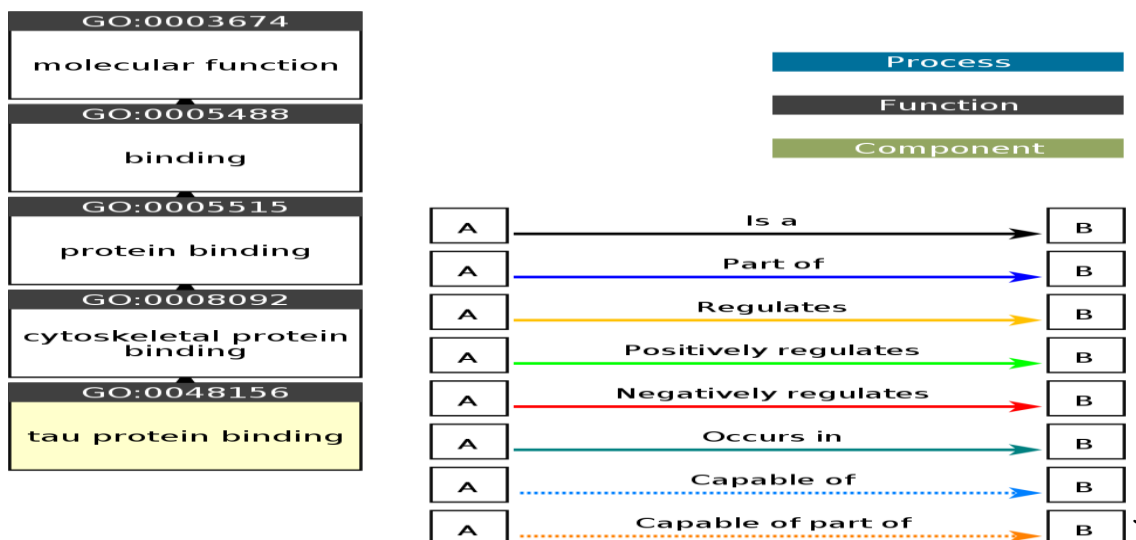 GO:0003674
molecular function
GO:0005488
binding
GO:0005515
protein binding
GO:0008092
cytoskeletal protein
binding
GO:0048156
tau protein binding
Process
Function
Component
A Is a B
A Part of B
A Regulates B
A Positively regulates B
A Negatively regulates B
A Occurs in B
A Capable of B
A Capable of part of B